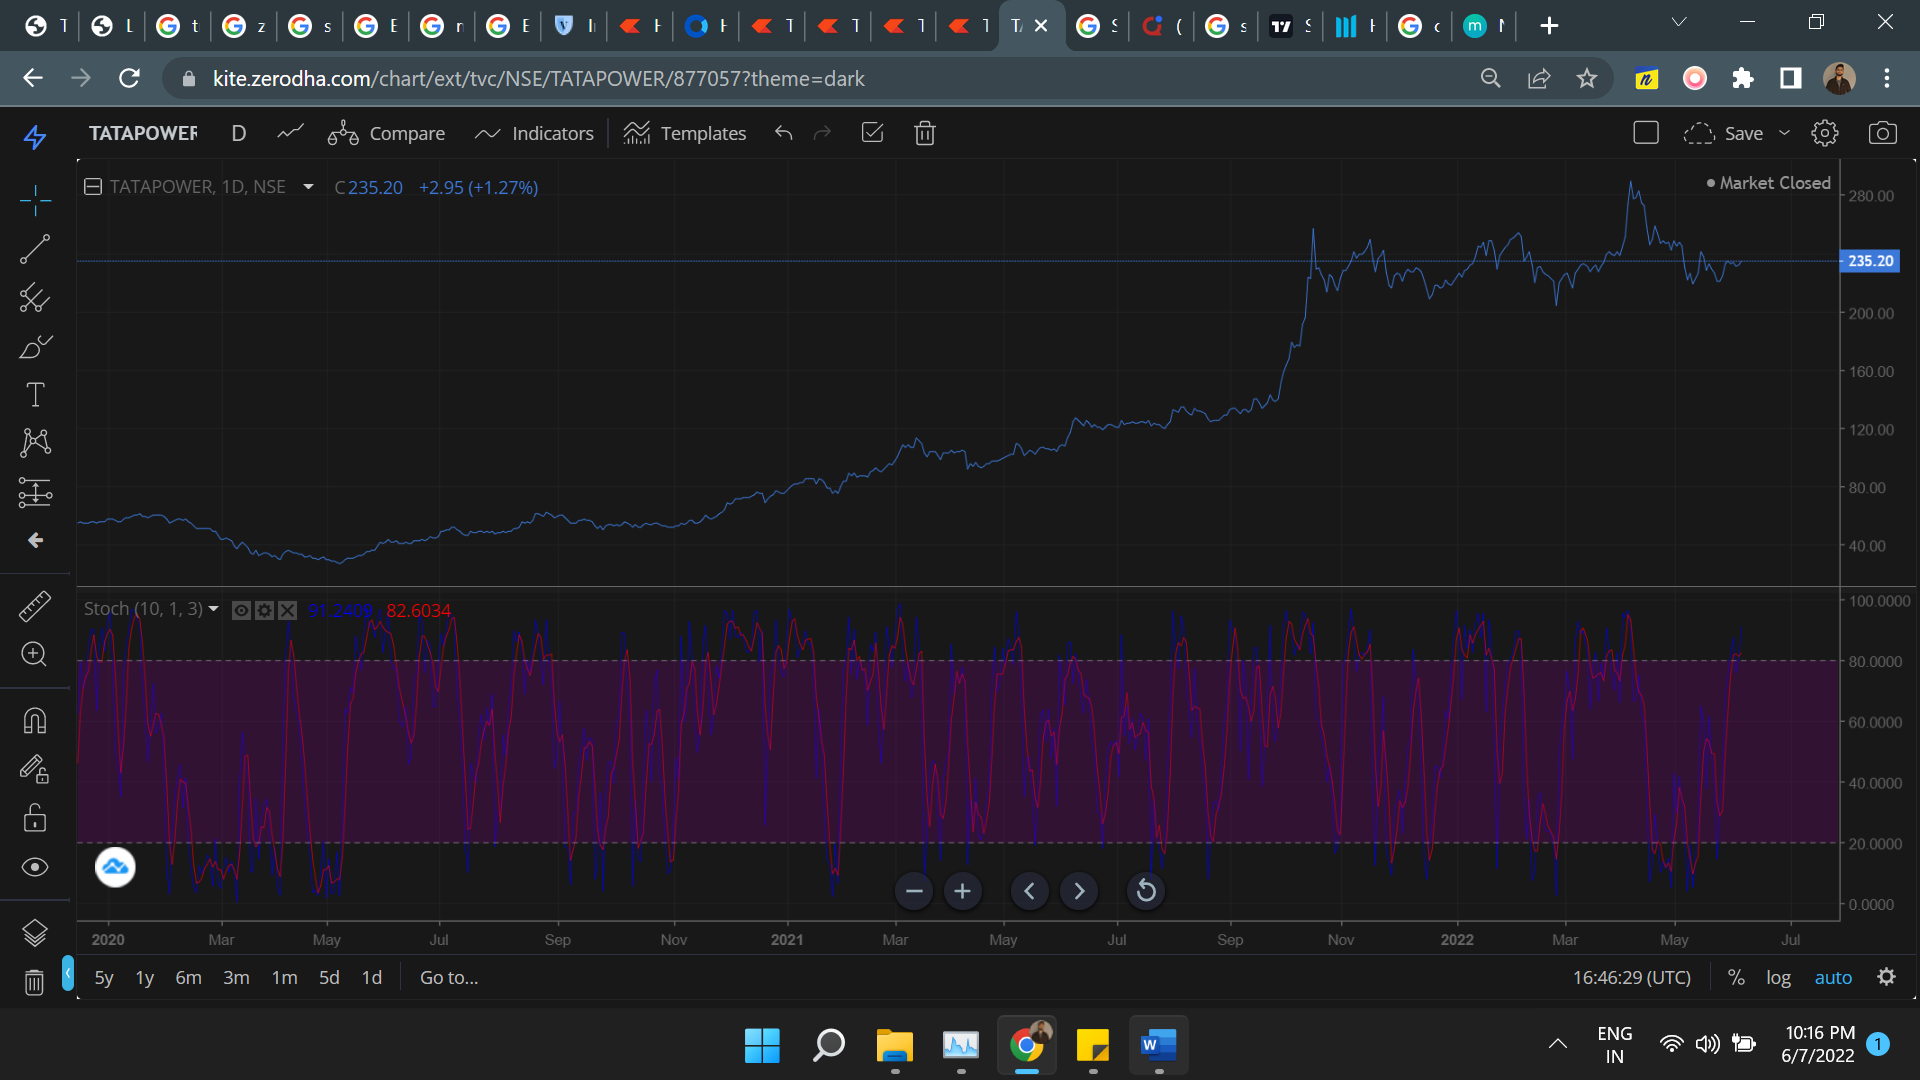 kite.zerodha.com/chart/ext/tvc/NSE/TATAPOWER/877057?theme=dark
TATAPOWER D Compare Indicators Templates Save
TATAPOWER, 1D, NSE C235.20 +2.95 (+1.27%)
Market Closed
280.00
235.20
200.00
160.00
120.00
80.00
40.00
Stoch (10, 1, 3) 82.6034
100.0000
80.0000
60.0000
40.0000
20.0000
0.0000
2020 Mar May Jul Sep Nov 2021 Mar May Jul Sep Nov 2022 Mar May Jul
5y 1y 6m 3m 1m 5d 1d Go to... 16:46:29 (UTC) % log auto
ENG
IN
10:16 PM
6/7/2022
1